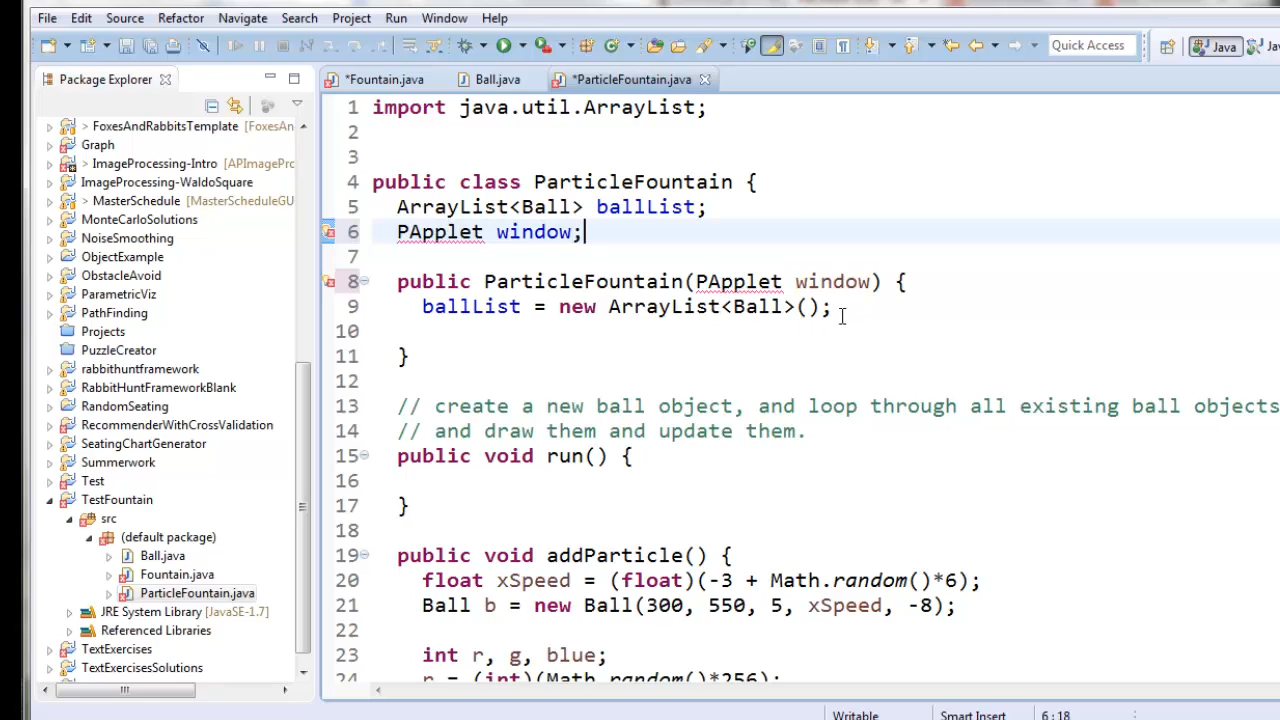 File Edit Source Refactor Navigate Search Project Run Window Help
Quick Access Java
Package Explorer *Fountain.java Ball.java *ParticleFountain.java
> FoxesAndRabbitsTemplate [FoxesAn
Graph
> ImageProcessing-Intro [APImagePro
ImageProcessing-WaldoSquare
> MasterSchedule [MasterScheduleGU
MonteCarloSolutions
NoiseSmoothing
ObjectExample
ObstacleAvoid
ParametricViz
PathFinding
Projects
PuzzleCreator
rabbithuntframework
RabbitHuntFrameworkBlank
RandomSeating
RecommenderWithCrossValidation
SeatingChartGenerator
Summerwork
Test
TestFountain
src
(default package)
Ball.java
Fountain.java
ParticleFountain.java
JRE System Library [JavaSE-1.7]
Referenced Libraries
TextExercises
TextExercisesSolutions
1 import java.util.ArrayList;
2
3
4 public class ParticleFountain {
5 ArrayList<Ball> ballList;
6 PApplet window;
7
8 public ParticleFountain(PApplet window) {
9 ballList = new ArrayList<Ball>();
10
11 }
12
13 // create a new ball object, and loop through all existing ball objects
14 // and draw them and update them.
15 public void run() {
16
17 }
18
19 public void addParticle() {
20 float xSpeed = (float)(-3 + Math.random()*6);
21 Ball b = new Ball(300, 550, 5, xSpeed, -8);
22
23 int r, g, blue;
24 r = (int)(Math.random()*256);
Writable Smart Insert 6 : 18